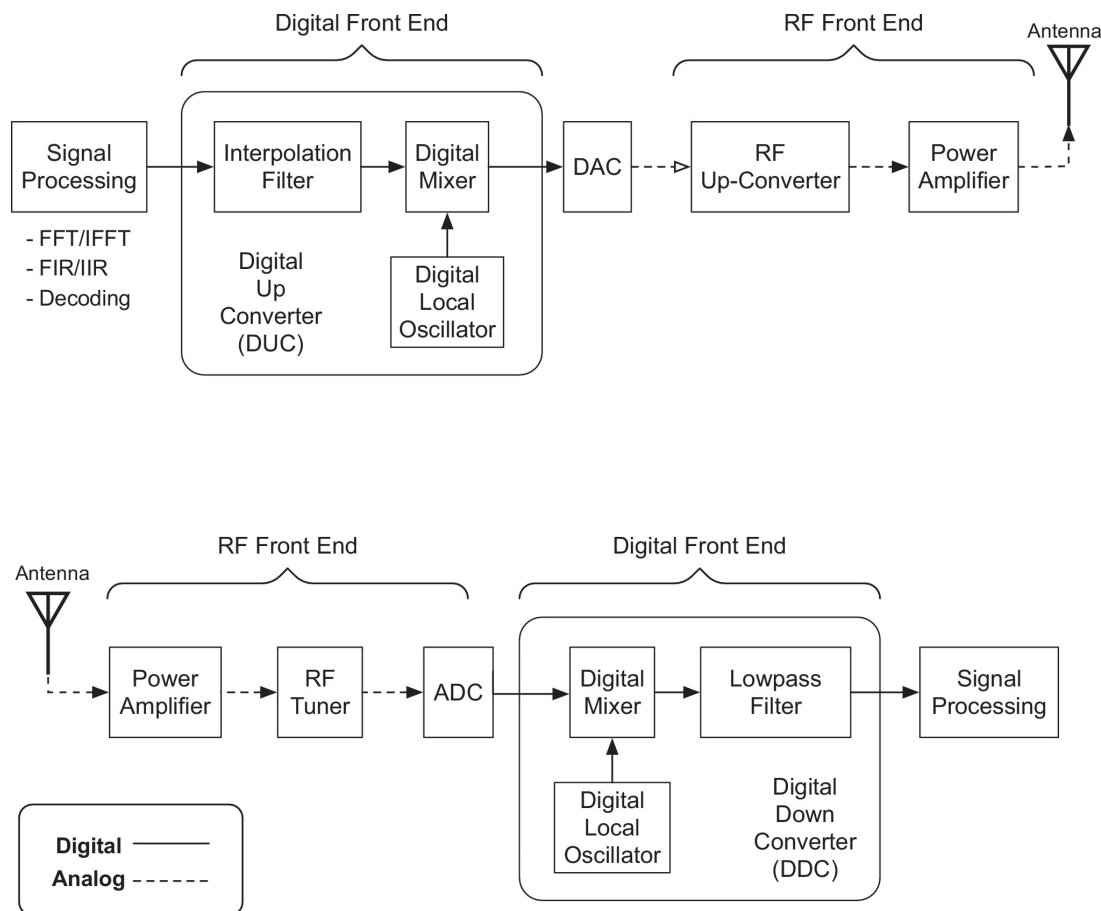 Digital Front End
RF Front End
Antenna
Signal
Processing
Interpolation
Filter
Digital
Mixer
DAC
RF
Up-Converter
Power
Amplifier
- FFT/IFFT
- FIR/IIR
- Decoding
Digital
Up
Converter
(DUC)
Digital
Local
Oscillator
RF Front End
Digital Front End
Antenna
Power
Amplifier
RF
Tuner
ADC
Digital
Mixer
Lowpass
Filter
Signal
Processing
Digital
Local
Oscillator
Digital
Down
Converter
(DDC)
Digital
Analog